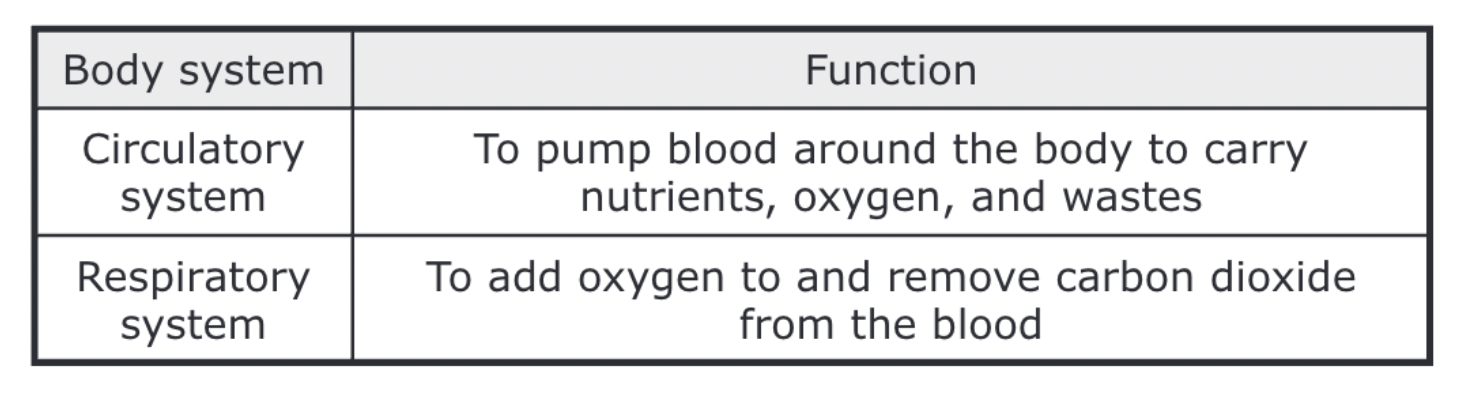 Body system
Function
Circulatory
system
To pump blood around the body to carry
nutrients, oxygen, and wastes
Respiratory
system
To add oxygen to and remove carbon dioxide
from the blood